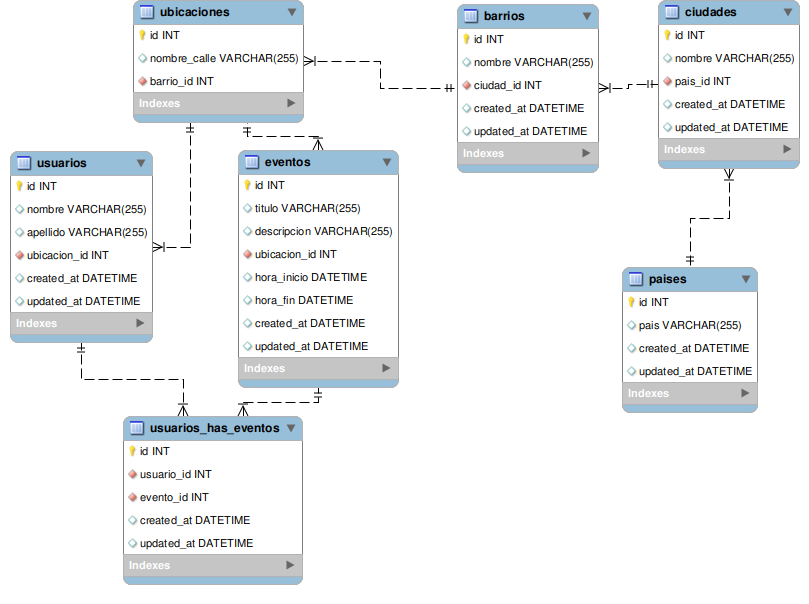 ubicaciones
id INT
nombre_calle VARCHAR(255)
barrio_id INT
Indexes
barrios
id INT
nombre VARCHAR(255)
ciudad_id INT
created_at DATETIME
updated_at DATETIME
Indexes
ciudades
id INT
nombre VARCHAR(255)
pais_id INT
created_at DATETIME
updated_at DATETIME
Indexes
usuarios
id INT
nombre VARCHAR(255)
apellido VARCHAR(255)
ubicacion_id INT
created_at DATETIME
updated_at DATETIME
Indexes
eventos
id INT
titulo VARCHAR(255)
descripcion VARCHAR(255)
ubicacion_id INT
hora_inicio DATETIME
hora_fin DATETIME
created_at DATETIME
updated_at DATETIME
Indexes
paises
id INT
pais VARCHAR(255)
created_at DATETIME
updated_at DATETIME
Indexes
usuarios_has_eventos
id INT
usuario_id INT
evento_id INT
created_at DATETIME
updated_at DATETIME
Indexes